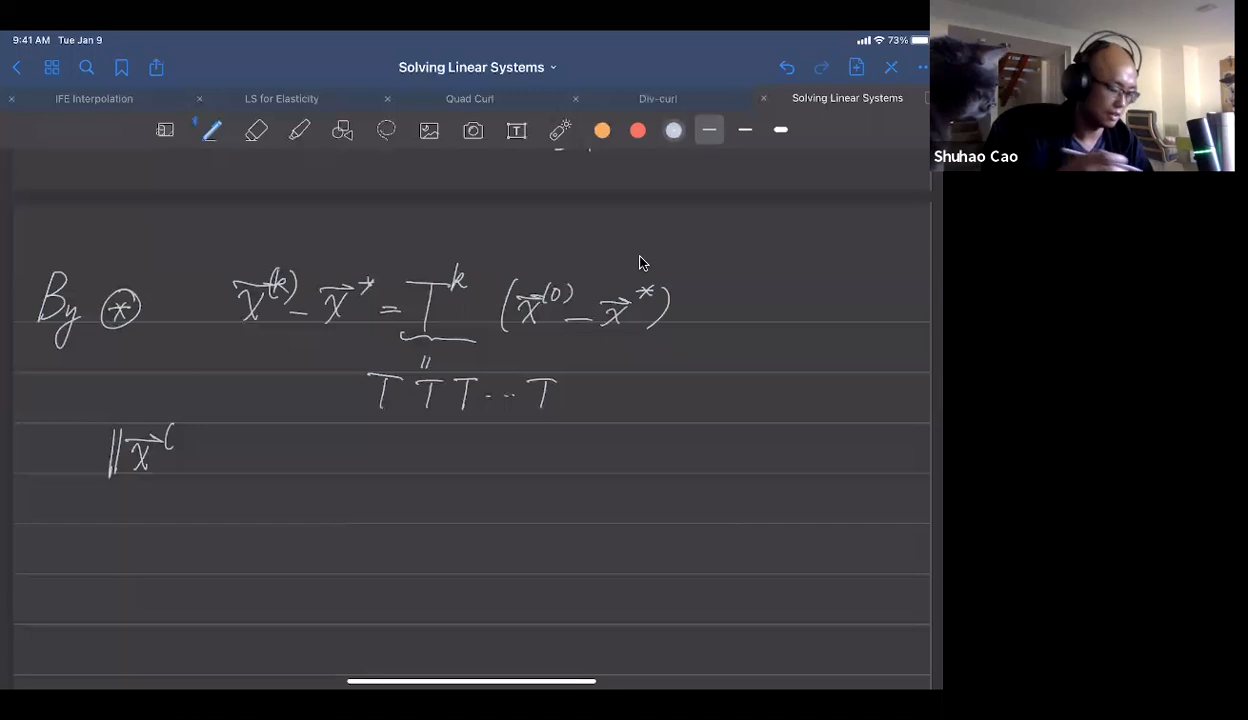 9:41 AM Tue Jan 9
73%
Solving Linear Systems
IFE Interpolation
LS for Elasticity
Quad Curl
Div-curl
Solving Linear Systems
Shuhao Cao
By ⊛ x⃗^(k) − x⃗^* = T^k (x⃗^(0) − x⃗^*)
=
T T T ... T
‖x⃗^(